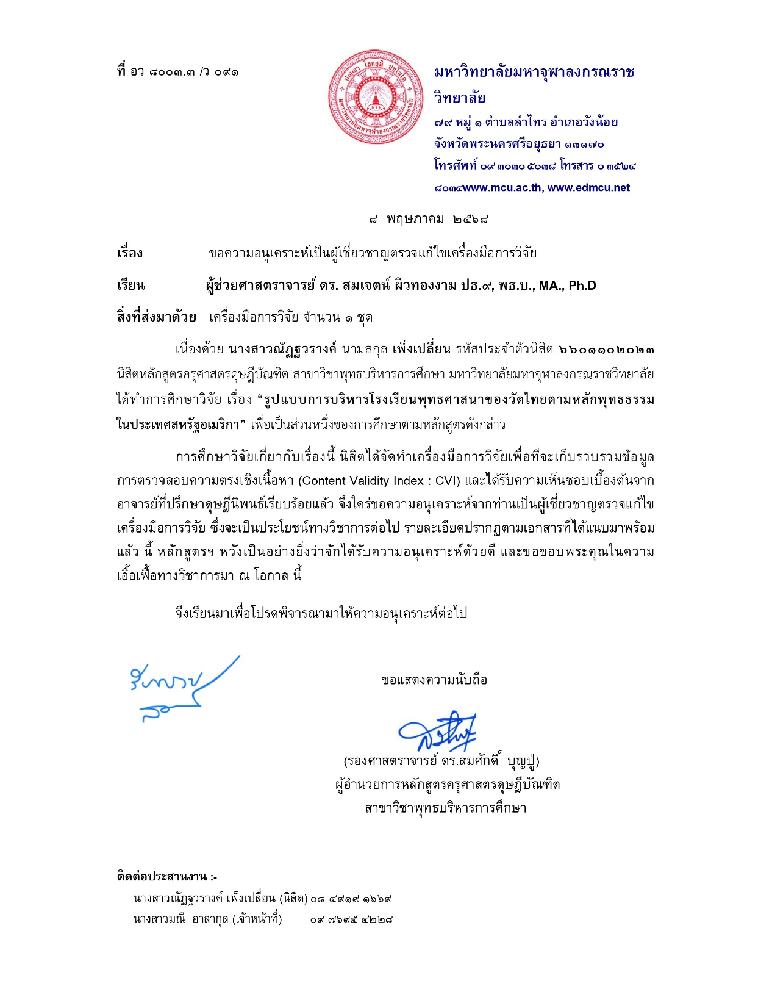 ที่ อว ๘๐๐๓.๓ /ว ๐๙๑
ปญฺญา โลกสฺมิ ปชฺโชโต
ม จ ร
มหาวิทยาลัยมหาจุฬาลงกรณราชวิทยาลัย
มหาวิทยาลัยมหาจุฬาลงกรณราช
วิทยาลัย
๗๙ หมู่ ๑ ตำบลลำไทร อำเภอวังน้อย
จังหวัดพระนครศรีอยุธยา ๑๓๑๗๐
โทรศัพท์ ๐๙ ๓๐๓๐ ๕๐๓๘ โทรสาร ๐ ๓๕๒๔
๘๐๓๔www.mcu.ac.th, www.edmcu.net
๘ พฤษภาคม ๒๕๖๘
เรื่อง ขอความอนุเคราะห์เป็นผู้เชี่ยวชาญตรวจแก้ไขเครื่องมือการวิจัย
เรียน ผู้ช่วยศาสตราจารย์ ดร. สมเจตน์ ผิวทองงาม ปธ.๙, พธ.บ., MA., Ph.D
สิ่งที่ส่งมาด้วย เครื่องมือการวิจัย จำนวน ๑ ชุด
เนื่องด้วย นางสาวณัฏฐวรางค์ นามสกุล เพ็งเปลี่ยน รหัสประจำตัวนิสิต ๖๖๐๑๑๐๒๐๒๓
นิสิตหลักสูตรครุศาสตรดุษฎีบัณฑิต สาขาวิชาพุทธบริหารการศึกษา มหาวิทยาลัยมหาจุฬาลงกรณราชวิทยาลัย
ได้ทำการศึกษาวิจัย เรื่อง “รูปแบบการบริหารโรงเรียนพุทธศาสนาของวัดไทยตามหลักพุทธธรรม
ในประเทศสหรัฐอเมริกา” เพื่อเป็นส่วนหนึ่งของการศึกษาตามหลักสูตรดังกล่าว
การศึกษาวิจัยเกี่ยวกับเรื่องนี้ นิสิตได้จัดทำเครื่องมือการวิจัยเพื่อที่จะเก็บรวบรวมข้อมูล
การตรวจสอบความตรงเชิงเนื้อหา (Content Validity Index : CVI) และได้รับความเห็นชอบเบื้องต้นจาก
อาจารย์ที่ปรึกษาดุษฎีนิพนธ์เรียบร้อยแล้ว จึงใคร่ขอความอนุเคราะห์จากท่านเป็นผู้เชี่ยวชาญตรวจแก้ไข
เครื่องมือการวิจัย ซึ่งจะเป็นประโยชน์ทางวิชาการต่อไป รายละเอียดปรากฏตามเอกสารที่ได้แนบมาพร้อม
แล้ว นี้ หลักสูตรฯ หวังเป็นอย่างยิ่งว่าจักได้รับความอนุเคราะห์ด้วยดี และขอขอบพระคุณในความ
เอื้อเฟื้อทางวิชาการมา ณ โอกาส นี้
จึงเรียนมาเพื่อโปรดพิจารณามาให้ความอนุเคราะห์ต่อไป
ขอแสดงความนับถือ
(รองศาสตราจารย์ ดร.สมศักดิ์ บุญปู่)
ผู้อำนวยการหลักสูตรครุศาสตรดุษฎีบัณฑิต
สาขาวิชาพุทธบริหารการศึกษา
ติดต่อประสานงาน :-
นางสาวณัฏฐวรางค์ เพ็งเปลี่ยน (นิสิต) ๐๘ ๔๙๑๙ ๑๖๖๙
นางสาวมณี อาลากุล (เจ้าหน้าที่) ๐๙ ๗๖๙๕ ๔๒๒๘